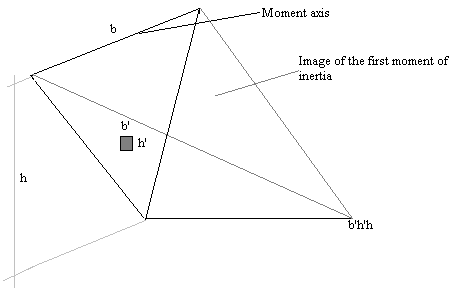 Moment axis
b
Image of the first moment of
inertia
b'
h'
h
b'h'h